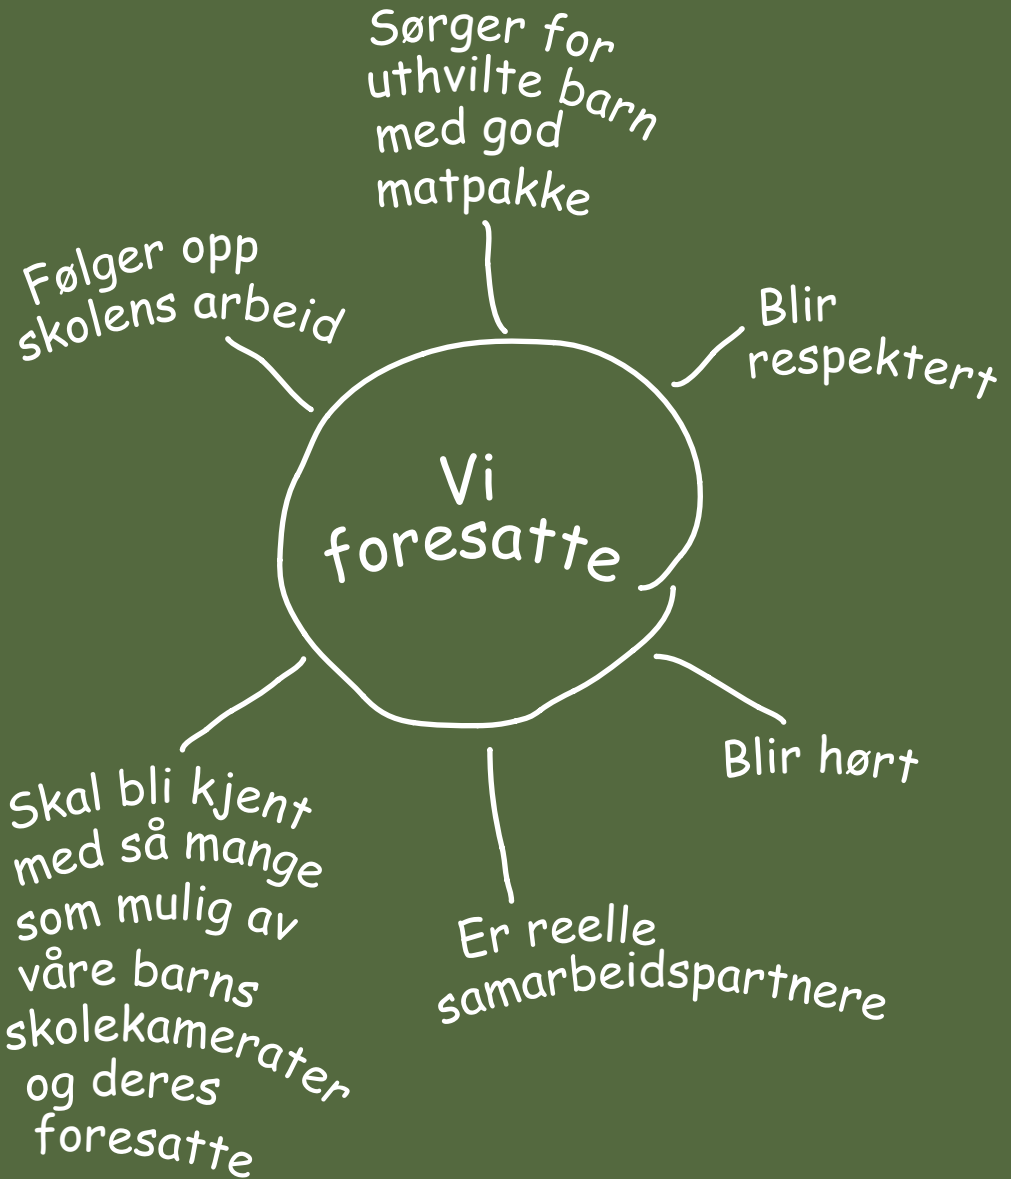 Sørger for
uthvilte barn
med god
matpakke
Følger opp
skolens arbeid
Blir
respektert
Vi
foresatte
Blir hørt
Skal bli kjent
med så mange
som mulig av
våre barns
skolekamerater
og deres
foresatte
Er reelle
samarbeidspartnere